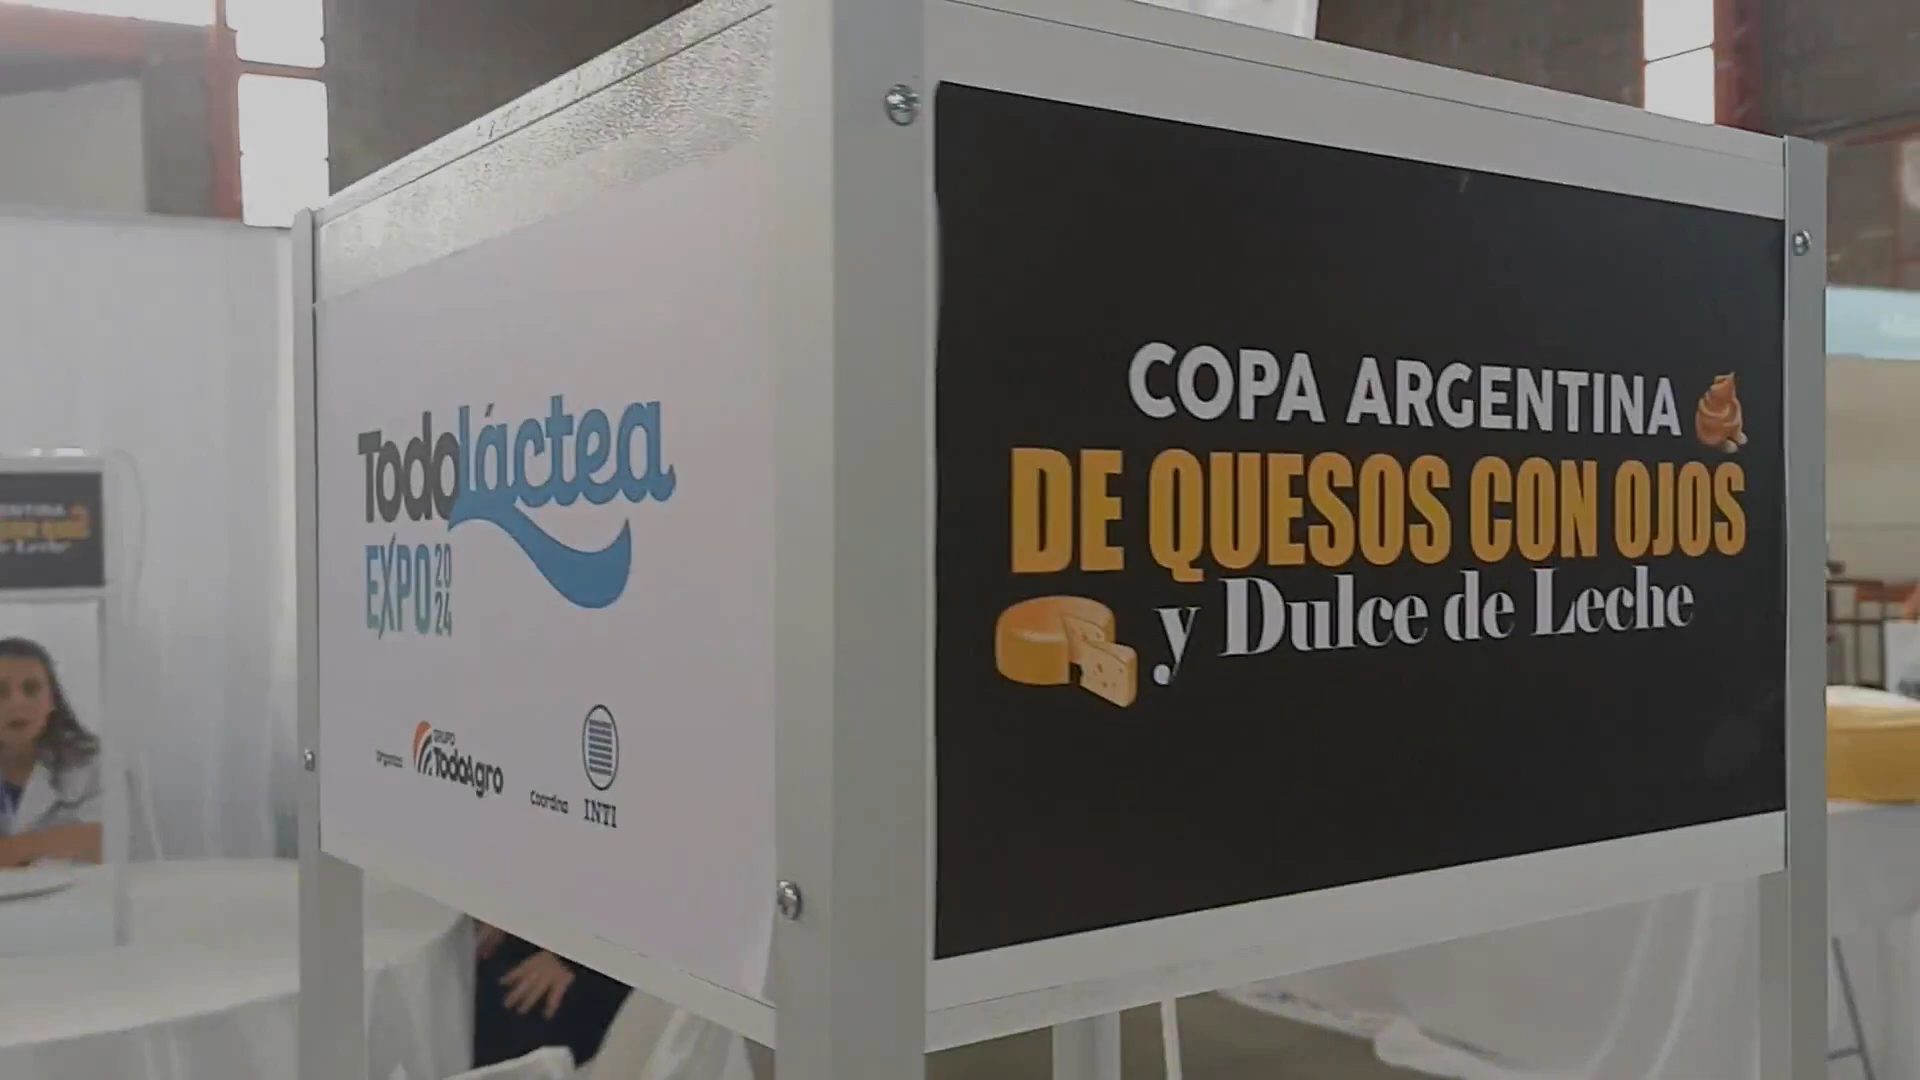 Todoláctea
EXPO 2024
Organiza
GRUPO
TodoAgro
Coordina
INTI
COPA ARGENTINA
DE QUESOS CON OJOS
y Dulce de Leche